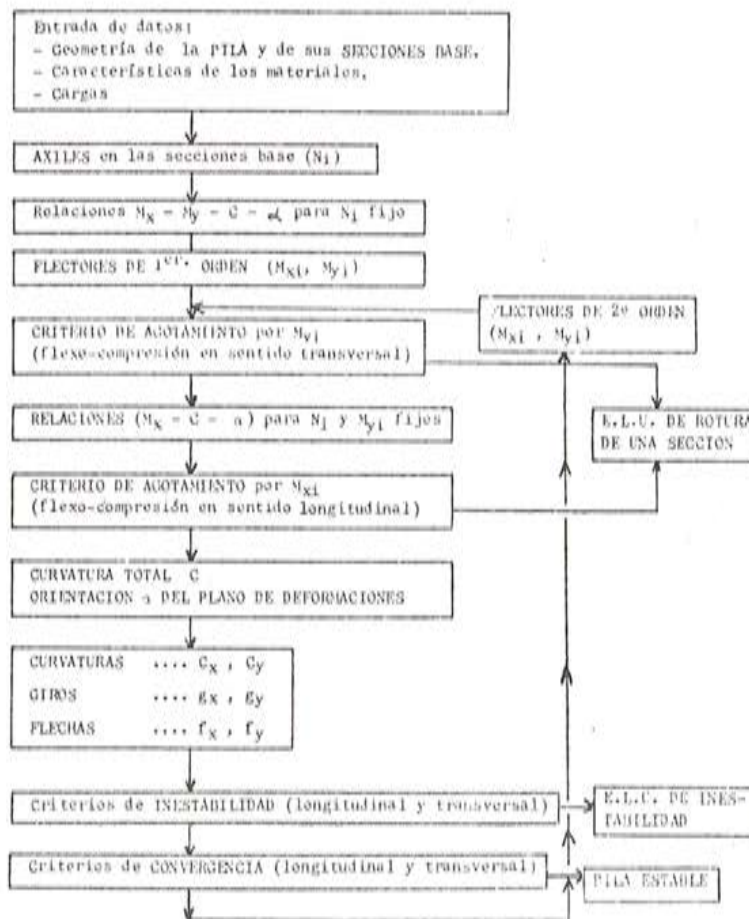 Entrada de datos:
- Geometría de la PILA y de sus SECCIONES BASE.
- Características de los materiales.
- Cargas
AXILES en las secciones base (Ni)
Relaciones Mx - My - C - α para Ni fijo
FLECTORES DE 1er. ORDEN (Mxi, Myi)
FLECTORES DE 2º ORDEN
(Mxi , Myi)
CRITERIO DE AGOTAMIENTO por Myi
(flexo-compresión en sentido transversal)
RELACIONES (Mx - C - α) para Ni y Myi fijos
E.L.U. DE ROTURA
DE UNA SECCION
CRITERIO DE AGOTAMIENTO por Mxi
(flexo-compresión en sentido longitudinal)
CURVATURA TOTAL C
ORIENTACION α DEL PLANO DE DEFORMACIONES
CURVATURAS .... Cx , Cy
GIROS .... gx , gy
FLECHAS .... fx , fy
Criterios de INESTABILIDAD (longitudinal y transversal)
E.L.U. DE INES-
TABILIDAD
Criterios de CONVERGENCIA (longitudinal y transversal)
PILA ESTABLE